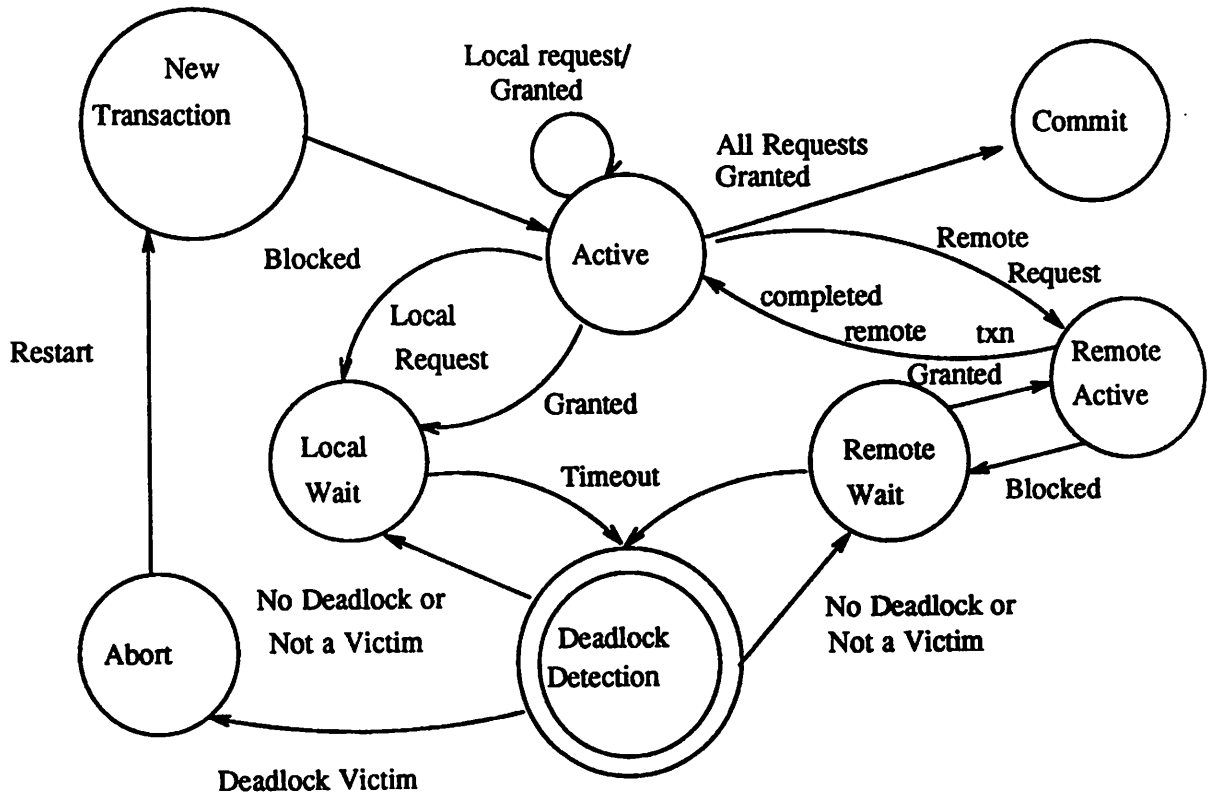 New
Transaction
Local request/
Granted
All Requests
Granted
Commit
Blocked
Active
Remote
Request
completed
remote txn
Local
Request
Restart
Remote
Active
Granted
Granted
Local
Wait
Timeout
Remote
Wait
Blocked
No Deadlock or
Not a Victim
No Deadlock or
Not a Victim
Abort
Deadlock
Detection
Deadlock Victim